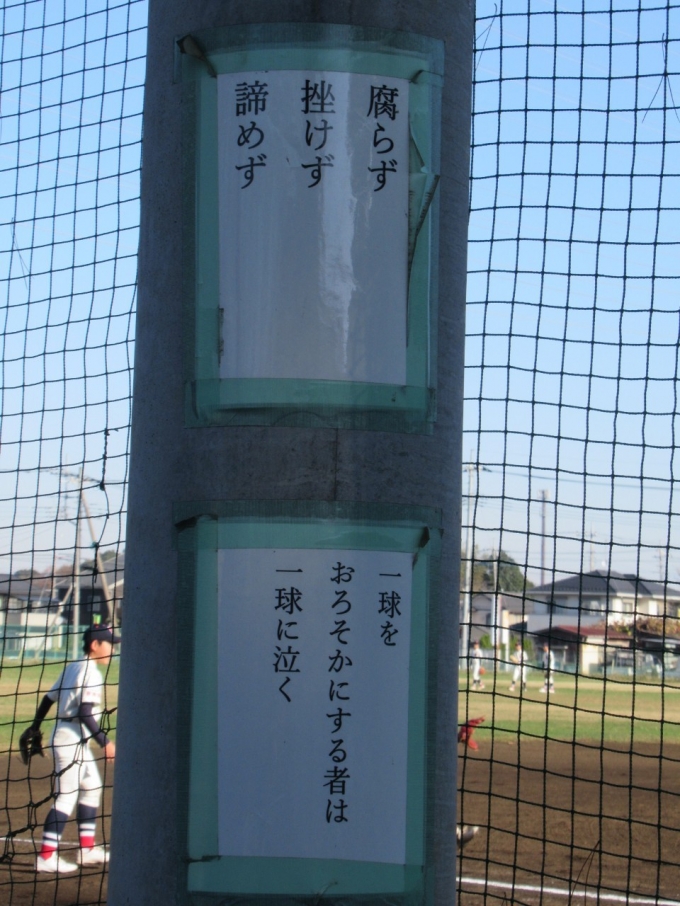 腐らず
挫けず
諦めず
一球を
おろそかにする者は
一球に泣く